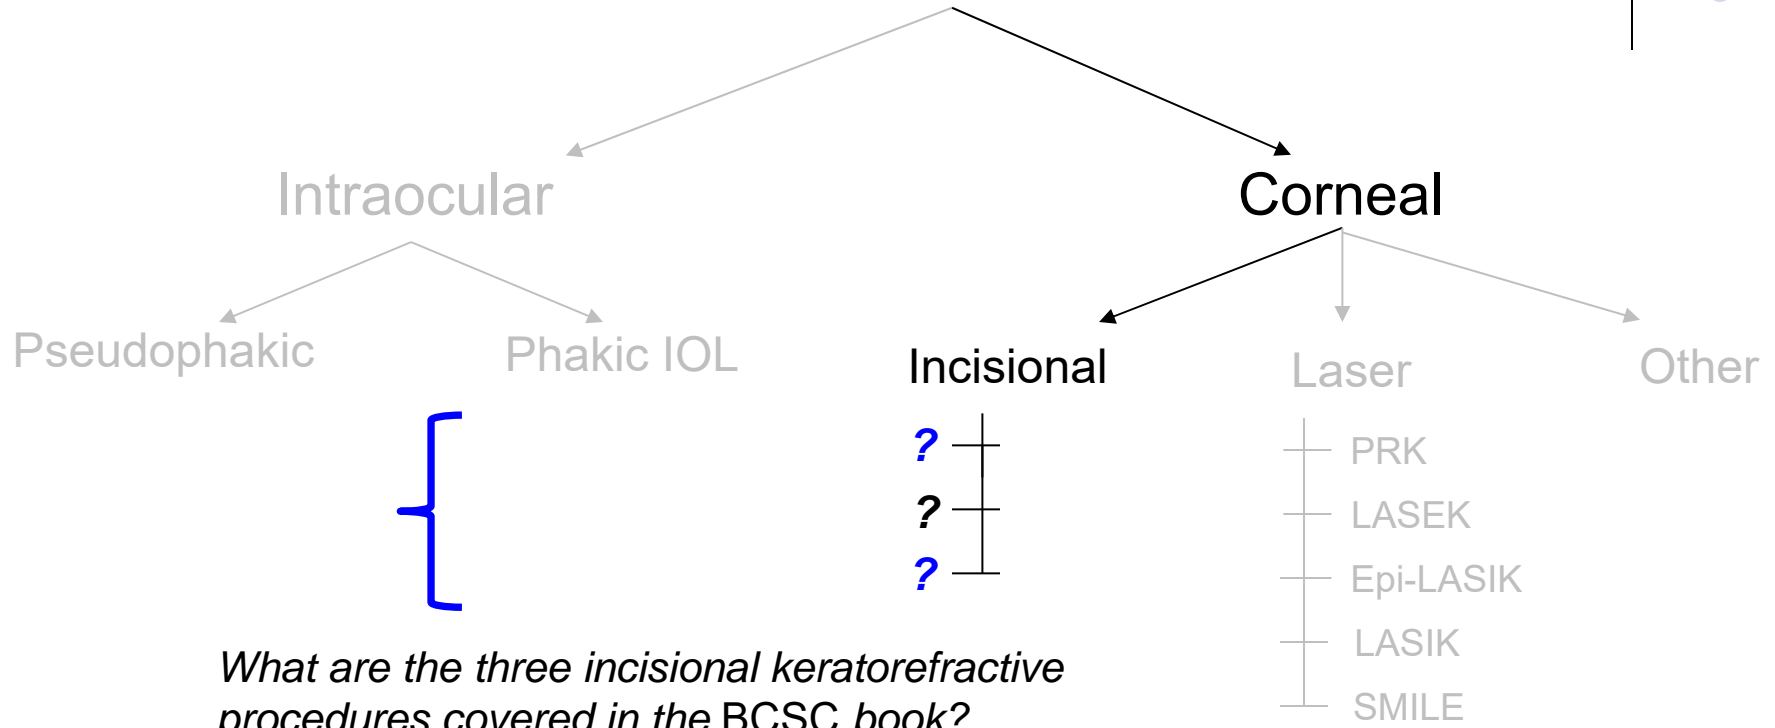 Intraocular
Corneal
Pseudophakic
Phakic IOL
Incisional
Laser
Other
?
?
?
PRK
LASEK
Epi-LASIK
LASIK
SMILE
What are the three incisional keratorefractive
procedures covered in the BCSC book?